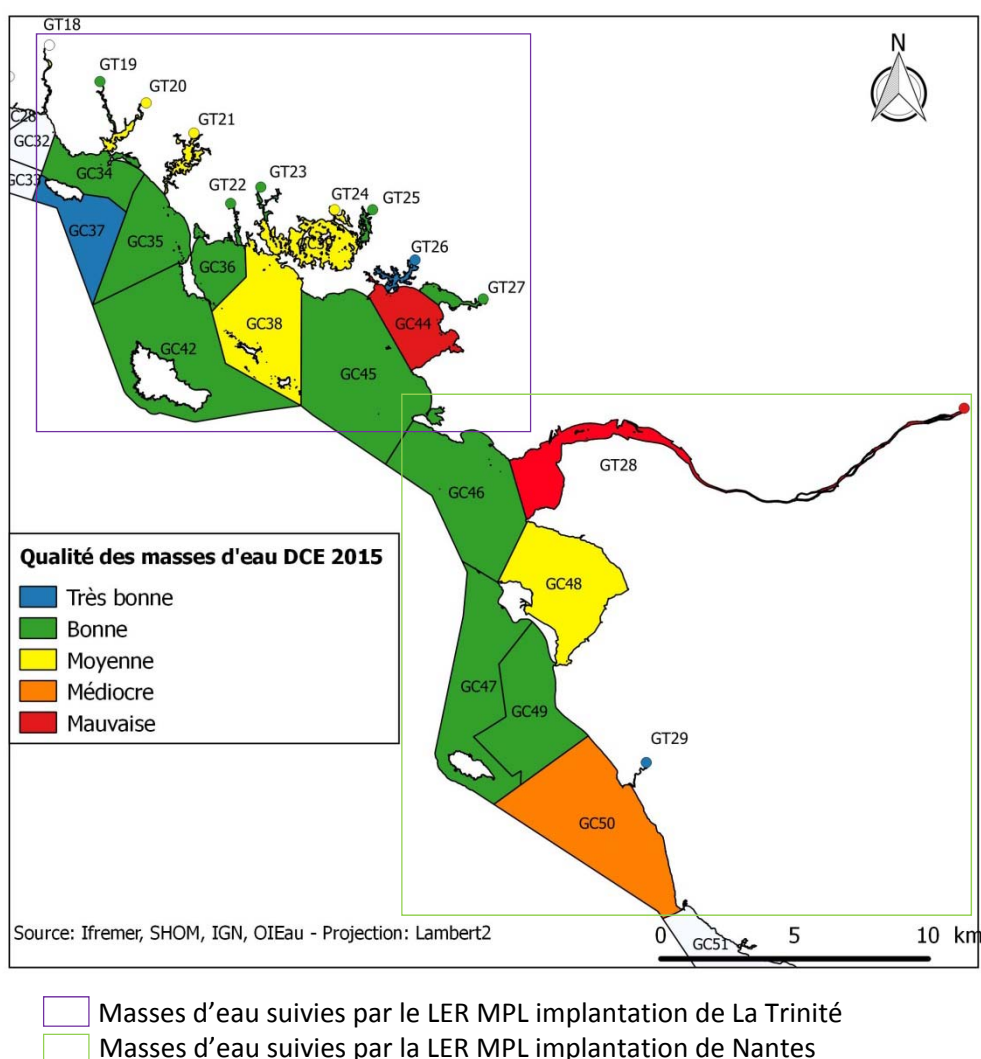 GT18
N
GT19
GT20
GT21
GC28
GC32
GC33
GC34
GT22
GT23
GT24
GT25
GC37
GC35
GC36
GT26
GT27
GC38
GC44
GC42
GC45
GC46
GT28
Qualité des masses d'eau DCE 2015
Très bonne
Bonne
Moyenne
Médiocre
Mauvaise
GC48
GC47
GC49
GT29
GC50
Source: Ifremer, SHOM, IGN, OIEau - Projection: Lambert2
0 5 10 km
GC51
Masses d’eau suivies par le LER MPL implantation de La Trinité
Masses d’eau suivies par la LER MPL implantation de Nantes